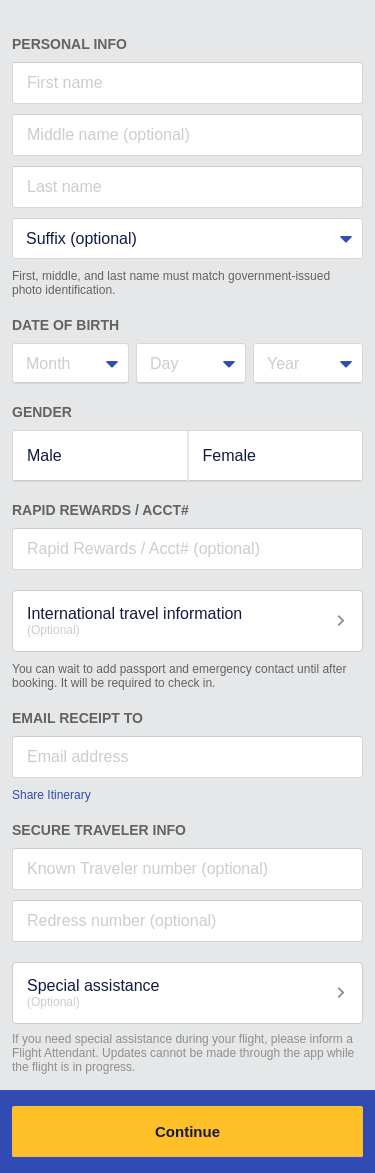 PERSONAL INFO
First name
Middle name (optional)
Last name
Suffix (optional)
First, middle, and last name must match government-issued
photo identification.
DATE OF BIRTH
Month Day Year
GENDER
Male Female
RAPID REWARDS / ACCT#
Rapid Rewards / Acct# (optional)
International travel information
(Optional)
You can wait to add passport and emergency contact until after
booking. It will be required to check in.
EMAIL RECEIPT TO
Email address
Share Itinerary
SECURE TRAVELER INFO
Known Traveler number (optional)
Redress number (optional)
Special assistance
(Optional)
If you need special assistance during your flight, please inform a
Flight Attendant. Updates cannot be made through the app while
the flight is in progress.
Continue